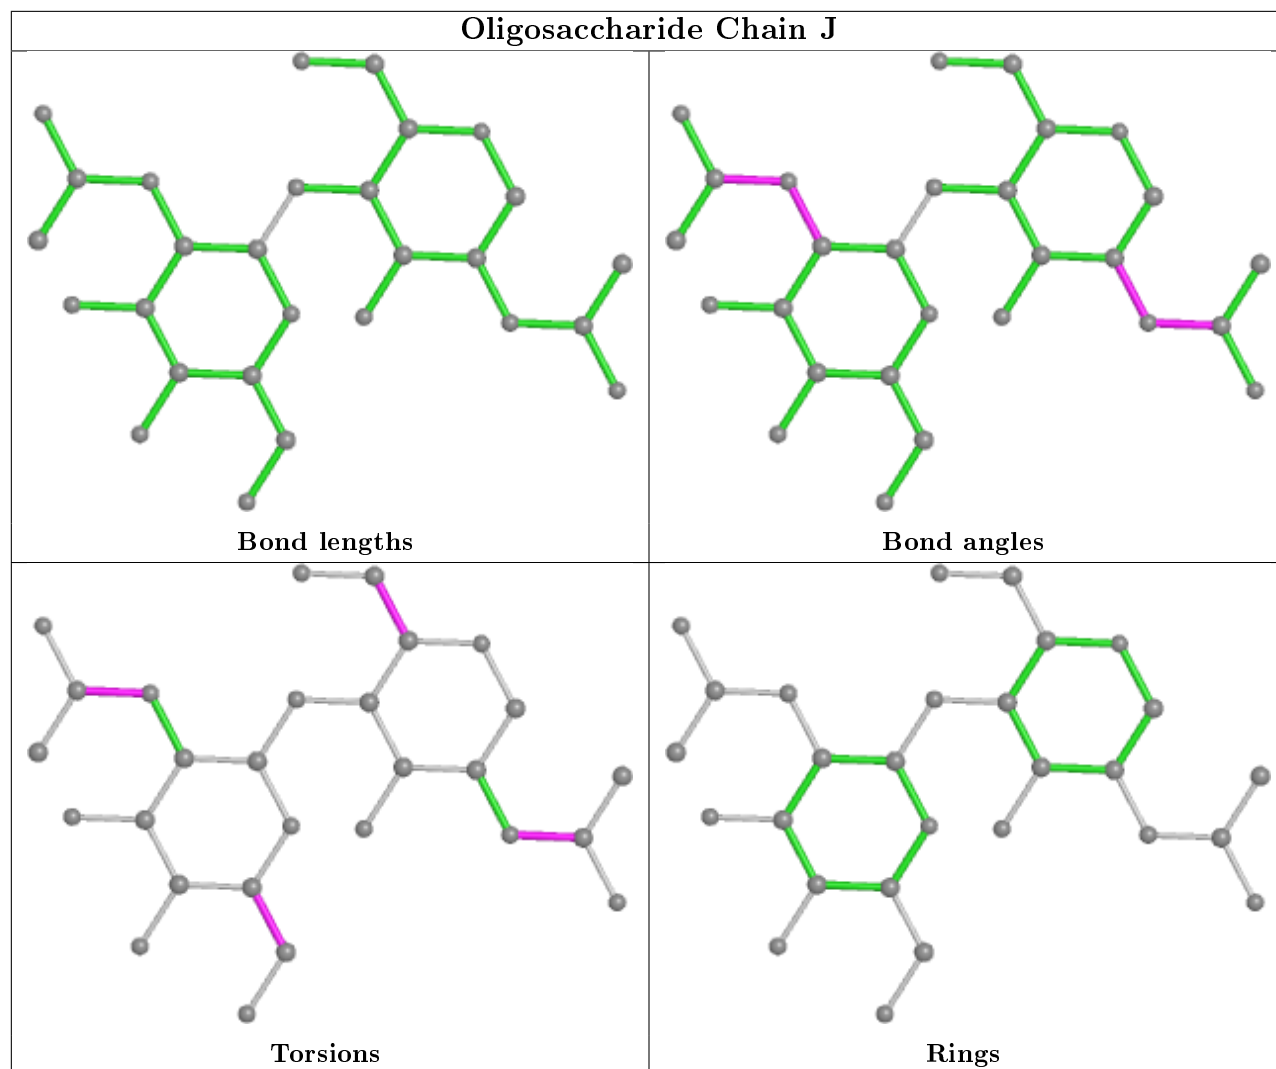 Oligosaccharide Chain J
Bond lengths
Bond angles
Torsions
Rings